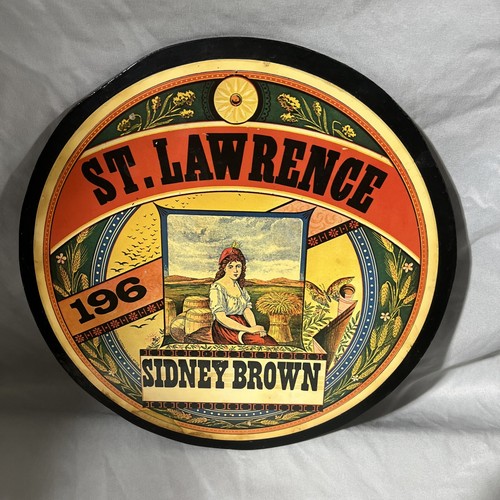 ST. LAWRENCE
196
SIDNEY BROWN